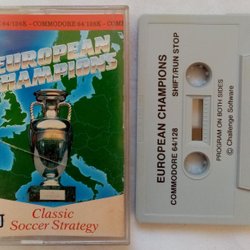 64/128K - COMMODORE 64/128K - COM
EUROPEAN
CHAMPIONS
Classic
Soccer Strategy
EUROPEAN CHAMPIONS
COMMODORE 64/128
SHIFT/RUN STOP
PROGRAM ON BOTH SIDES
© Challenge Software